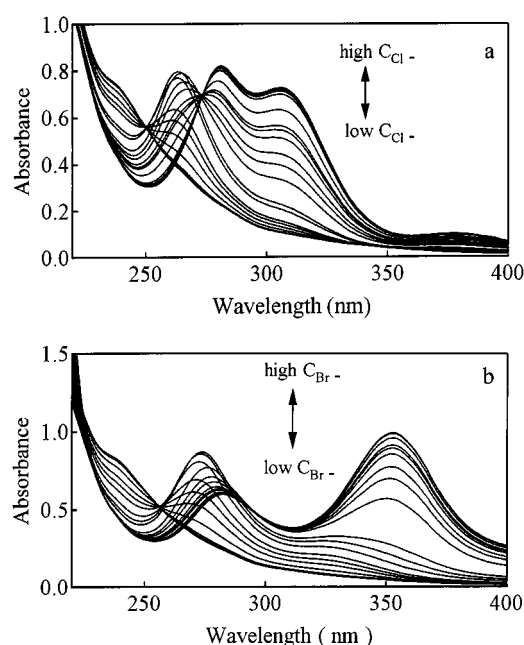 a
high C_Cl-
low C_Cl-
1.0
0.8
0.6
0.4
0.2
0.0
Absorbance
250 300 350 400
Wavelength (nm)
b
high C_Br-
low C_Br-
1.5
1.0
0.5
0.0
Absorbance
250 300 350 400
Wavelength ( nm )